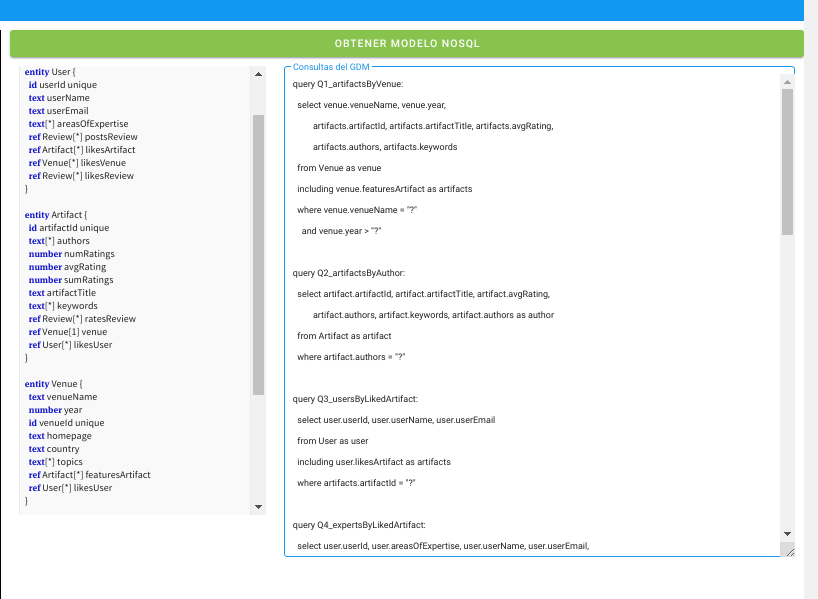 OBTENER MODELO NOSQL
entity User {
id userId unique
text userName
text userEmail
text[*] areasOfExpertise
ref Review[*] postsReview
ref Artifact[*] likesArtifact
ref Venue[*] likesVenue
ref Review[*] likesReview
}
entity Artifact {
id artifactId unique
text[*] authors
number numRatings
number avgRating
number sumRatings
text artifactTitle
text[*] keywords
ref Review[*] ratesReview
ref Venue[1] venue
ref User[*] likesUser
}
entity Venue {
text venueName
number year
id venueId unique
text homepage
text country
text[*] topics
ref Artifact[*] featuresArtifact
ref User[*] likesUser
}
Consultas del GDM
query Q1_artifactsByVenue:
select venue.venueName, venue.year,
artifacts.artifactId, artifacts.artifactTitle, artifacts.avgRating,
artifacts.authors, artifacts.keywords
from Venue as venue
including venue.featuresArtifact as artifacts
where venue.venueName = "?"
and venue.year > "?"
query Q2_artifactsByAuthor:
select artifact.artifactId, artifact.artifactTitle, artifact.avgRating,
artifact.authors, artifact.keywords, artifact.authors as author
from Artifact as artifact
where artifact.authors = "?"
query Q3_usersByLikedArtifact:
select user.userId, user.userName, user.userEmail
from User as user
including user.likesArtifact as artifacts
where artifacts.artifactId = "?"
query Q4_expertsByLikedArtifact:
select user.userId, user.areasOfExpertise, user.userName, user.userEmail,